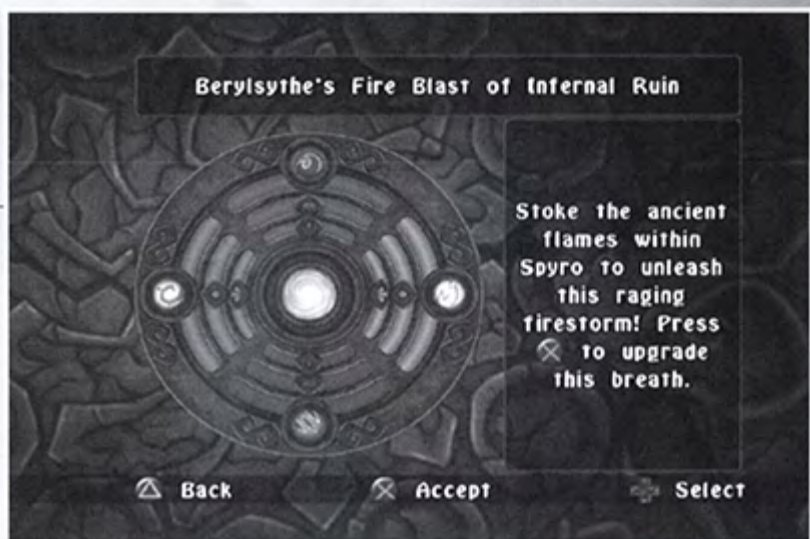 Berylsythe's Fire Blast of Infernal Ruin
Stoke the ancient
flames within
Spyro to unleash
this raging
firestorm! Press
to upgrade
this breath.
Back
Accept
Select